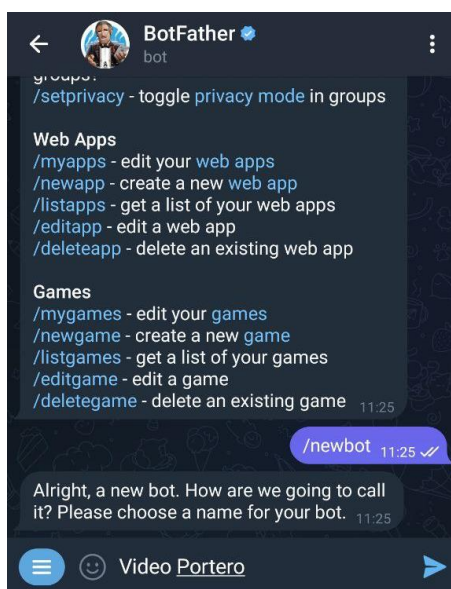 BotFather
bot
groups?
/setprivacy - toggle privacy mode in groups
Web Apps
/myapps - edit your web apps
/newapp - create a new web app
/listapps - get a list of your web apps
/editapp - edit a web app
/deleteapp - delete an existing web app
Games
/mygames - edit your games
/newgame - create a new game
/listgames - get a list of your games
/editgame - edit a game
/deletegame - delete an existing game 11:25
/newbot 11:25
Alright, a new bot. How are we going to call
it? Please choose a name for your bot. 11:25
Video Portero